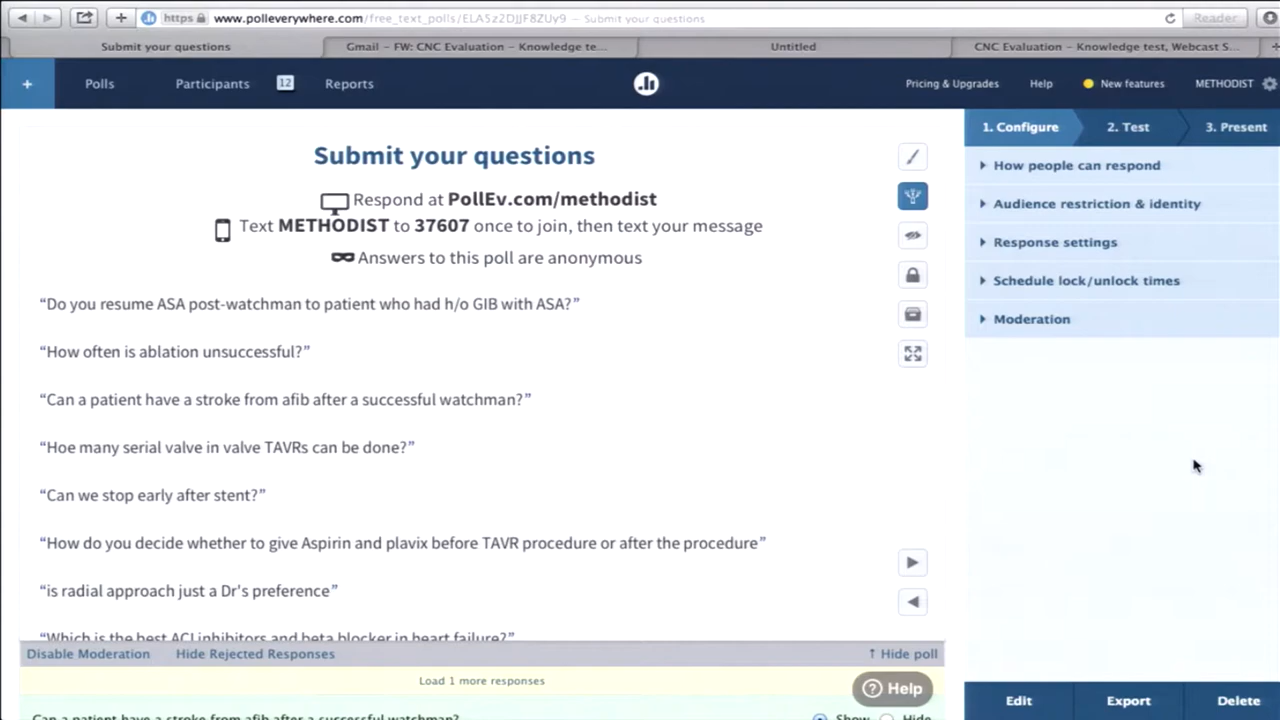 https www.polleverywhere.com/free_text_polls/ELASz2DJJF8ZUy9 – Submit your questions Reader
Submit your questions Gmail – FW: CNC Evaluation – Knowledge te... Untitled CNC Evaluation – Knowledge test, Webcast S...
+ Polls Participants 12 Reports Pricing & Upgrades Help New features METHODIST
1. Configure 2. Test 3. Present
Submit your questions
Respond at PollEv.com/methodist
Text METHODIST to 37607 once to join, then text your message
Answers to this poll are anonymous
“Do you resume ASA post-watchman to patient who had h/o GIB with ASA?”
“How often is ablation unsuccessful?”
“Can a patient have a stroke from afib after a successful watchman?”
“Hoe many serial valve in valve TAVRs can be done?”
“Can we stop early after stent?”
“How do you decide whether to give Aspirin and plavix before TAVR procedure or after the procedure”
“is radial approach just a Dr's preference”
“Which is the best ACI inhibitors and beta blocker in heart failure?”
How people can respond
Audience restriction & identity
Response settings
Schedule lock/unlock times
Moderation
Disable Moderation Hide Rejected Responses ↑ Hide poll
Load 1 more responses
Help
Can a patient have a stroke from afib after a successful watchman? Show Hide
Edit Export Delete